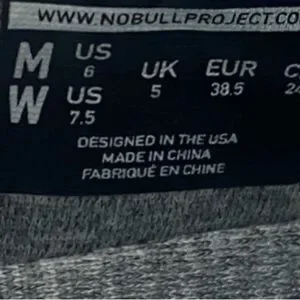 WWW.NOBULLPROJECT.CO
M US 6 UK 5 EUR 38.5
W US 7.5
DESIGNED IN THE USA
MADE IN CHINA
FABRIQUÉ EN CHINE